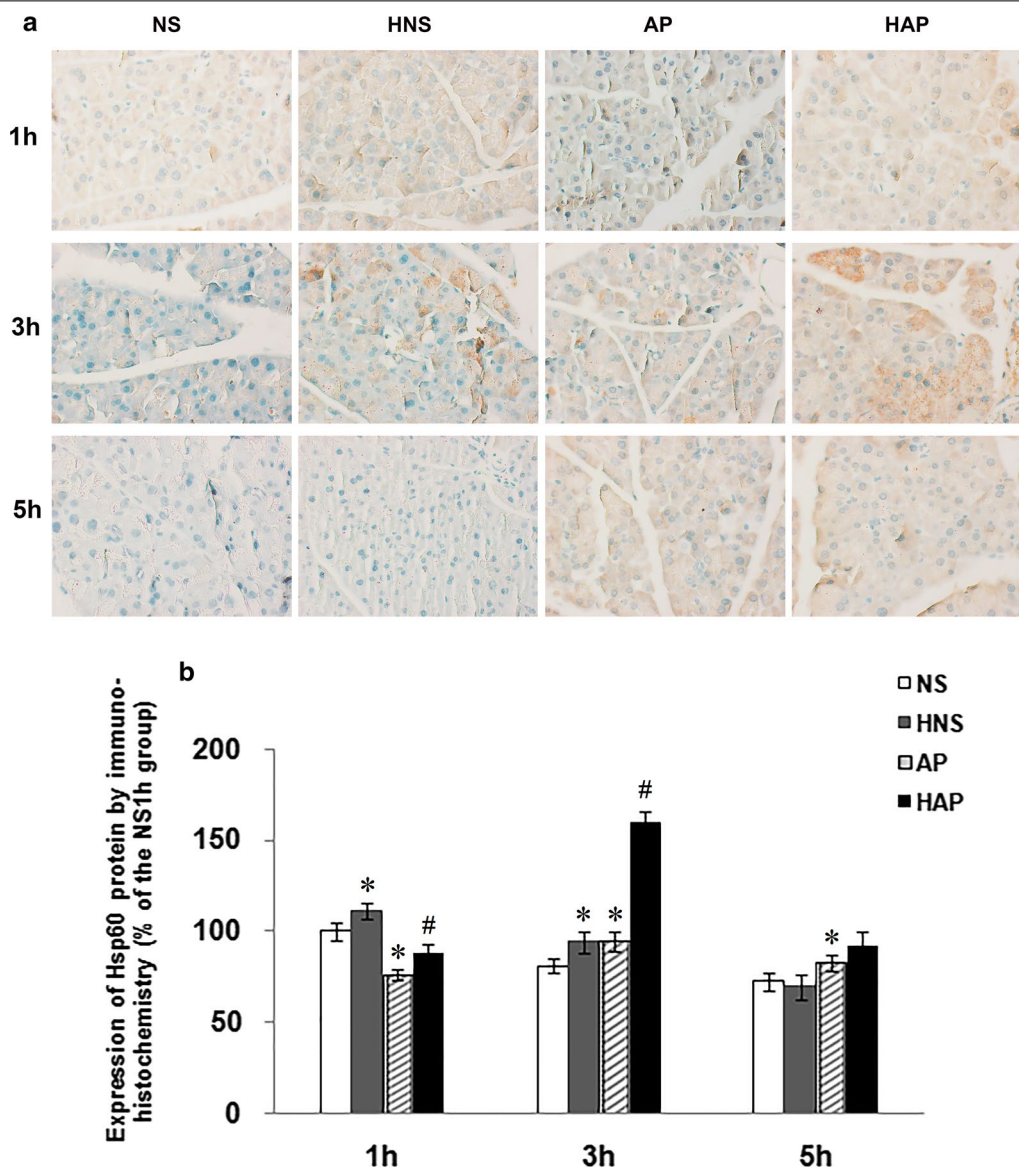 a
NS HNS AP HAP
1h
3h
5h
b
Expression of Hsp60 protein by immuno-
histochemistry (% of the NS1h group)
NS
HNS
AP
HAP
200
150
100
50
0
*
*
#
*
*
#
*
1h 3h 5h